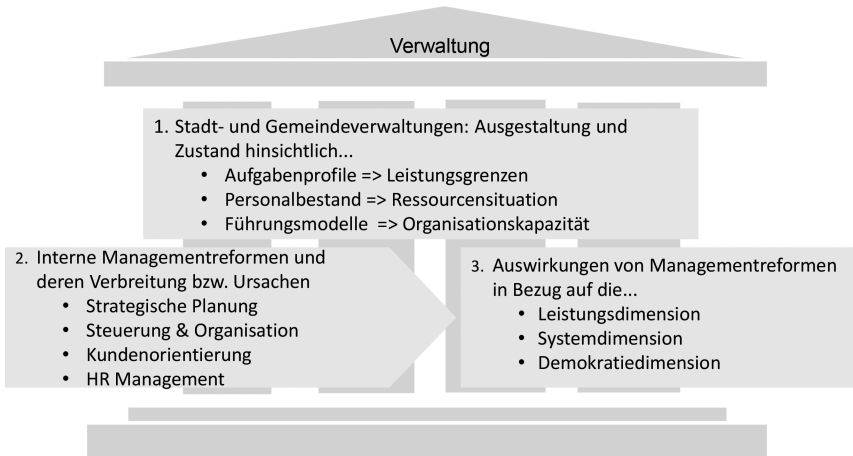 Verwaltung
1. Stadt- und Gemeindeverwaltungen: Ausgestaltung und
Zustand hinsichtlich...
• Aufgabenprofile => Leistungsgrenzen
• Personalbestand => Ressourcensituation
• Führungsmodelle => Organisationskapazität
2. Interne Managementreformen und
deren Verbreitung bzw. Ursachen
• Strategische Planung
• Steuerung & Organisation
• Kundenorientierung
• HR Management
3. Auswirkungen von Managementreformen
in Bezug auf die...
• Leistungsdimension
• Systemdimension
• Demokratiedimension